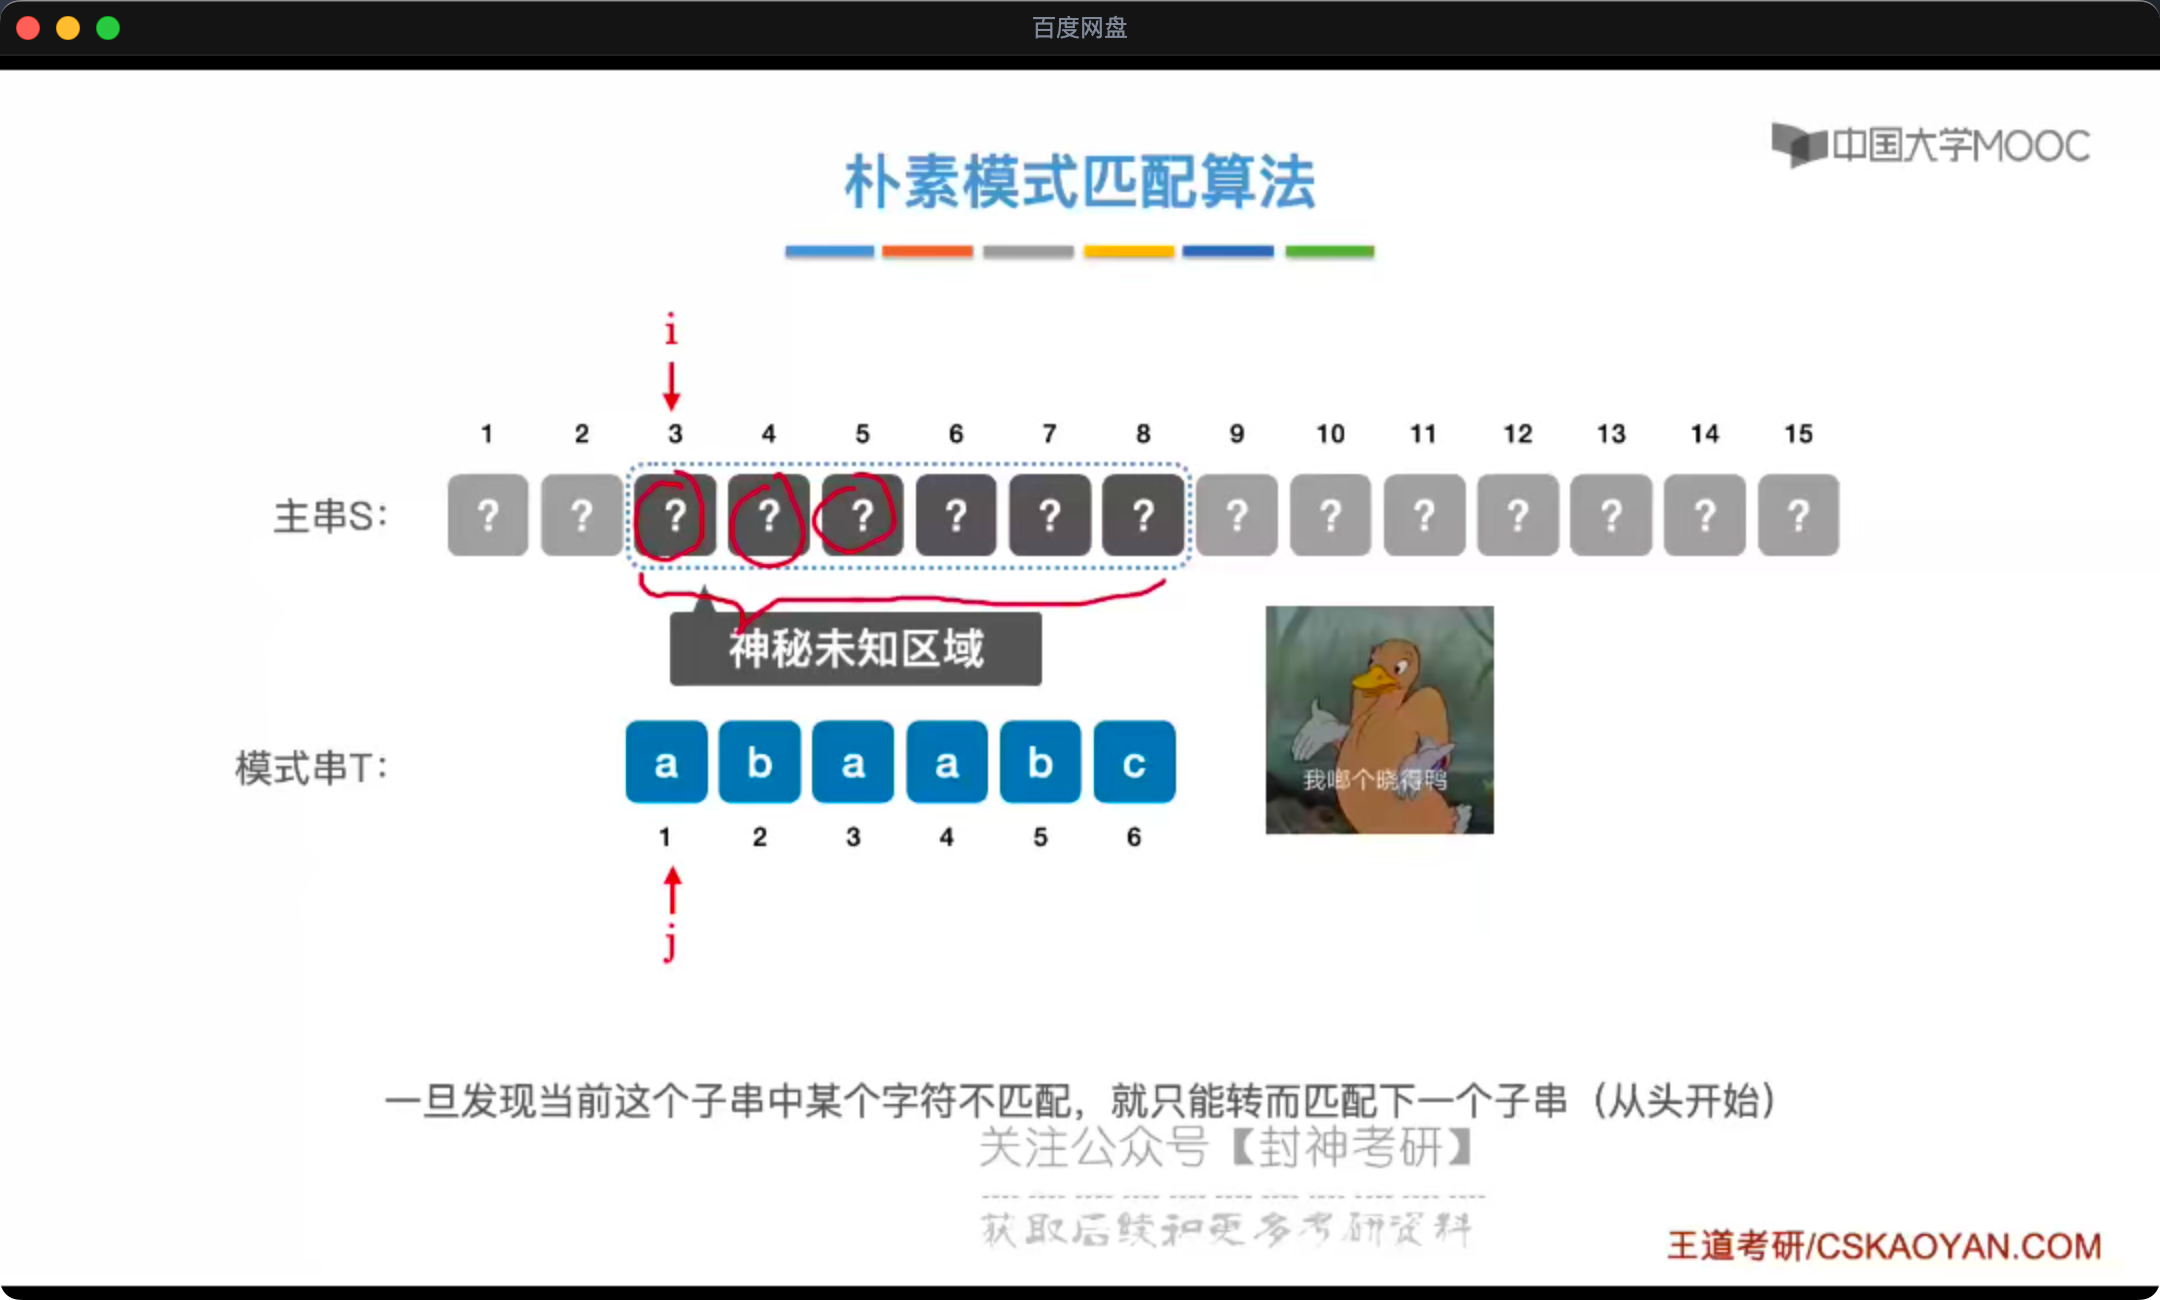 百度网盘
中国大学MOOC
朴素模式匹配算法
i
1 2 3 4 5 6 7 8 9 10 11 12 13 14 15
主串S: ? ? ? ? ? ? ? ? ? ? ? ? ? ? ?
神秘未知区域
模式串T: a b a a b c
我嘟个晓得鸭
1 2 3 4 5 6
j
一旦发现当前这个子串中某个字符不匹配，就只能转而匹配下一个子串（从头开始）
关注公众号【封神考研】
获取后续和更多考研资料
王道考研/CSKAOYAN.COM